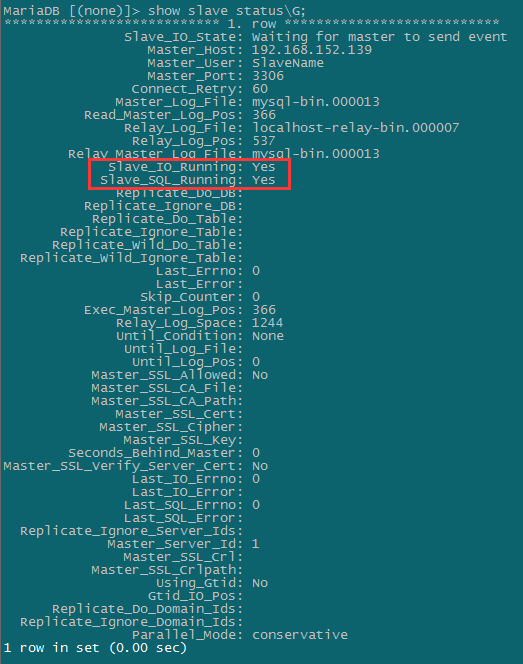 MariaDB [(none)]> show slave status\G;
*************************** 1. row ***************************
Slave_IO_State: Waiting for master to send event
Master_Host: 192.168.152.139
Master_User: SlaveName
Master_Port: 3306
Connect_Retry: 60
Master_Log_File: mysql-bin.000013
Read_Master_Log_Pos: 366
Relay_Log_File: localhost-relay-bin.000007
Relay_Log_Pos: 537
Relay_Master_Log_File: mysql-bin.000013
Slave_IO_Running: Yes
Slave_SQL_Running: Yes
Replicate_Do_DB:
Replicate_Ignore_DB:
Replicate_Do_Table:
Replicate_Ignore_Table:
Replicate_Wild_Do_Table:
Replicate_Wild_Ignore_Table:
Last_Errno: 0
Last_Error:
Skip_Counter: 0
Exec_Master_Log_Pos: 366
Relay_Log_Space: 1244
Until_Condition: None
Until_Log_File:
Until_Log_Pos: 0
Master_SSL_Allowed: No
Master_SSL_CA_File:
Master_SSL_CA_Path:
Master_SSL_Cert:
Master_SSL_Cipher:
Master_SSL_Key:
Seconds_Behind_Master: 0
Master_SSL_Verify_Server_Cert: No
Last_IO_Errno: 0
Last_IO_Error:
Last_SQL_Errno: 0
Last_SQL_Error:
Replicate_Ignore_Server_Ids:
Master_Server_Id: 1
Master_SSL_Crl:
Master_SSL_Crlpath:
Using_Gtid: No
Gtid_IO_Pos:
Replicate_Do_Domain_Ids:
Replicate_Ignore_Domain_Ids:
Parallel_Mode: conservative
1 row in set (0.00 sec)